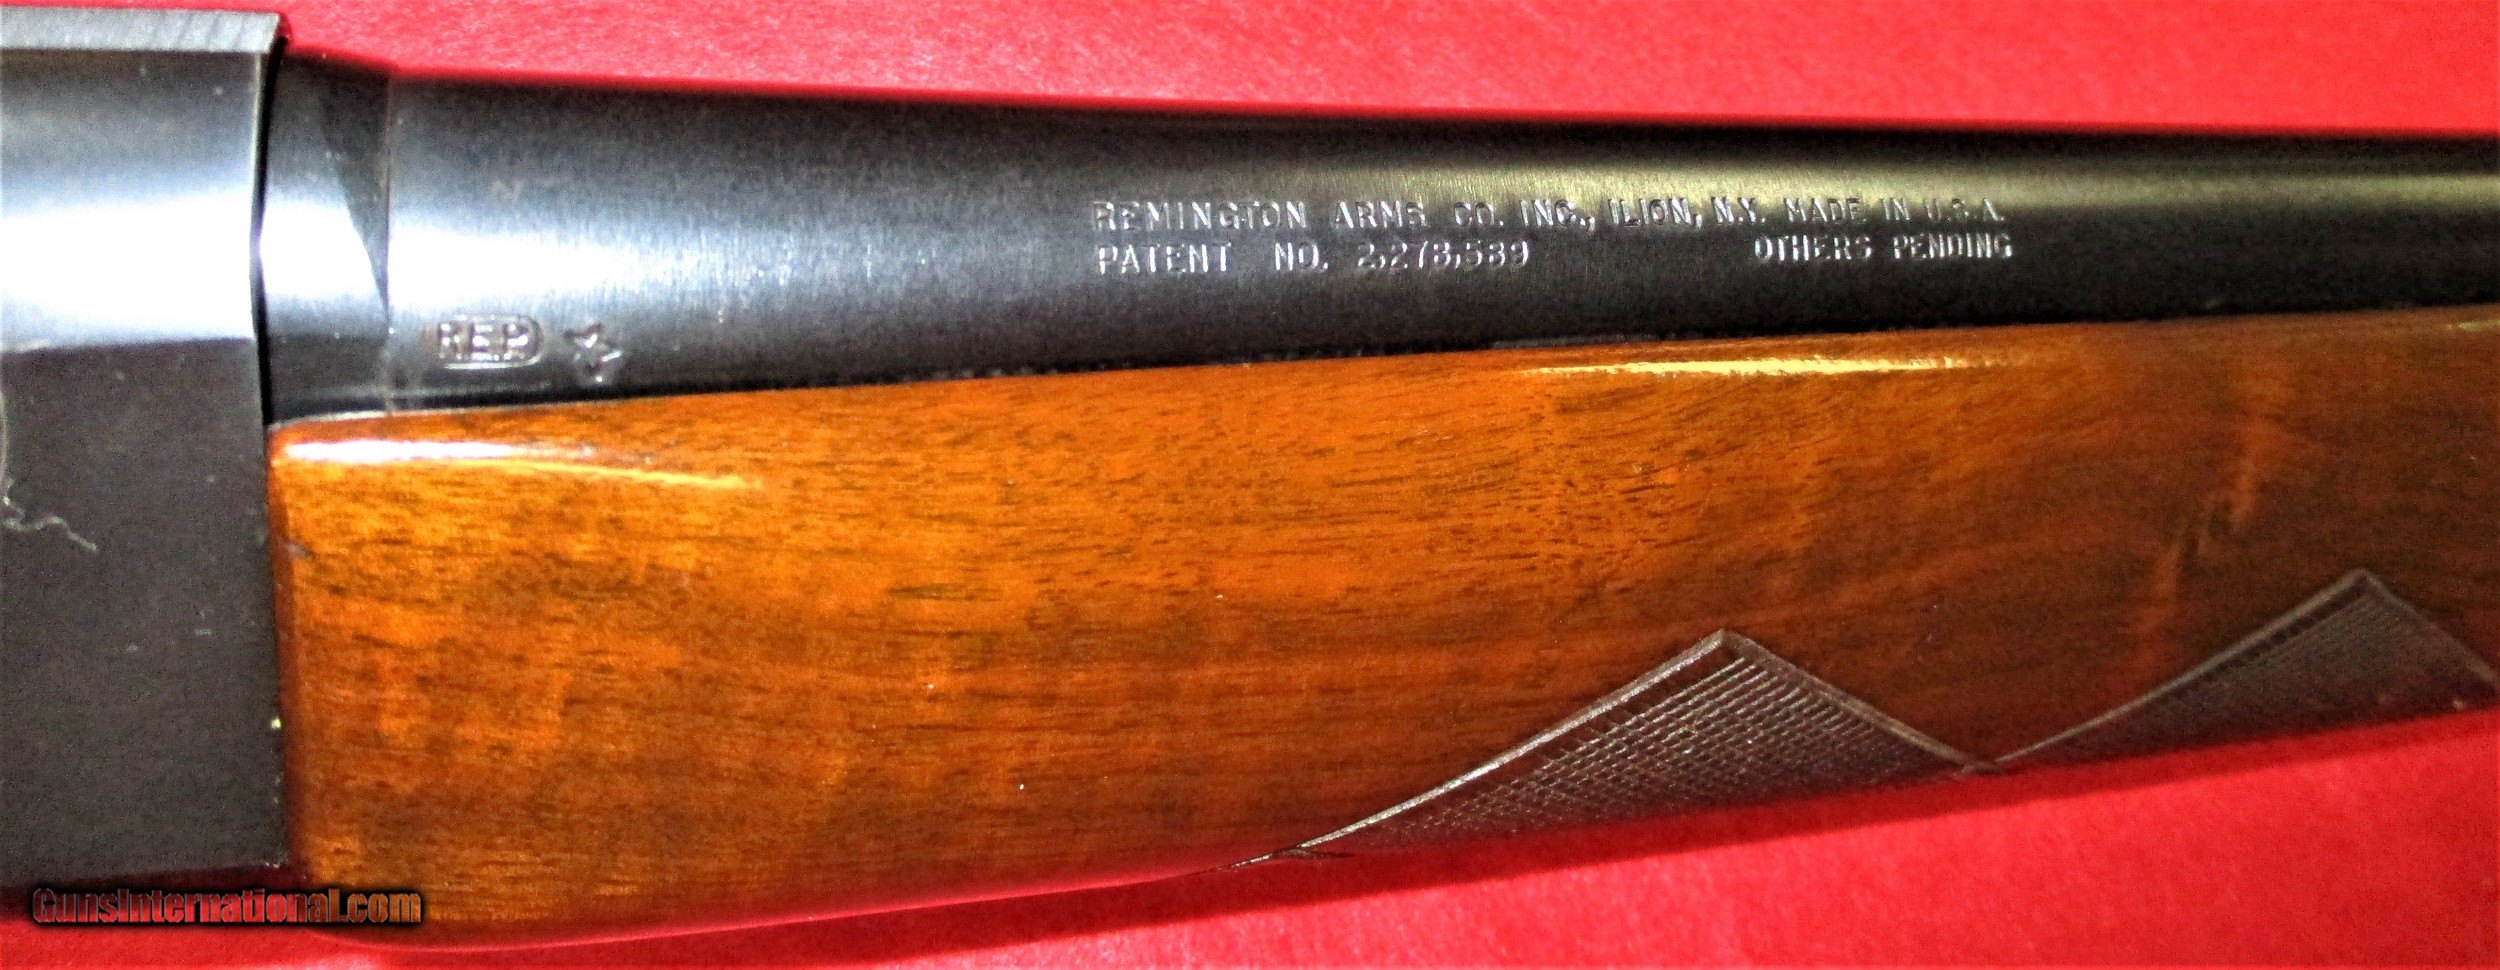 REMINGTON ARMS CO. INC., ILION, N.Y. MADE IN U.S.A.
PATENT NO. 2,278,589 OTHERS PENDING
REP
GunsInternational.com